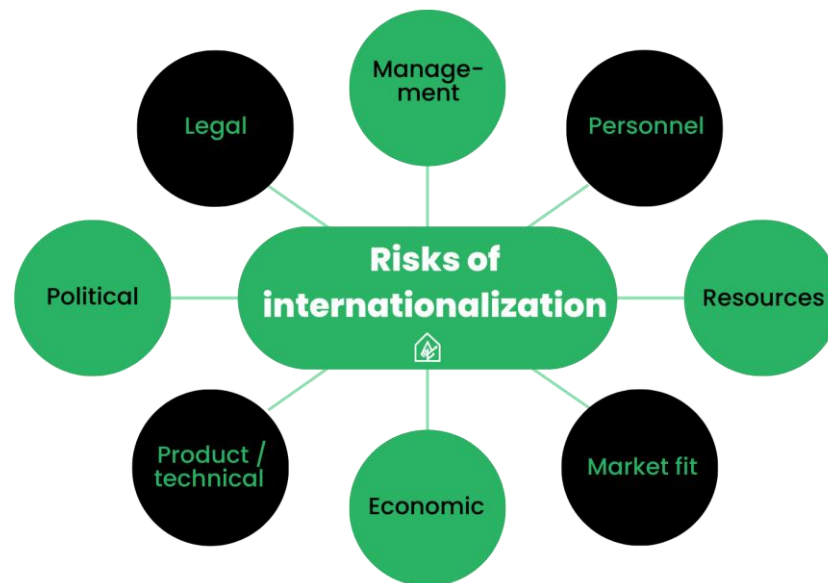 Manage-
ment
Legal
Personnel
Risks of
internationalization
Political
Resources
Product /
technical
Market fit
Economic